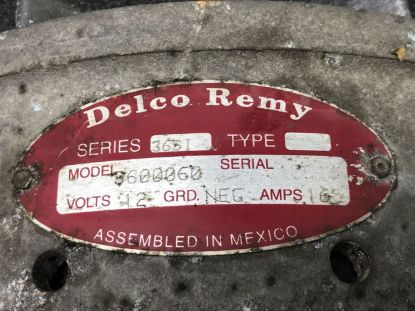 Delco Remy
SERIES 36SI TYPE
MODEL 8600060 SERIAL
VOLTS 12 GRD. NEG AMPS
ASSEMBLED IN MEXICO